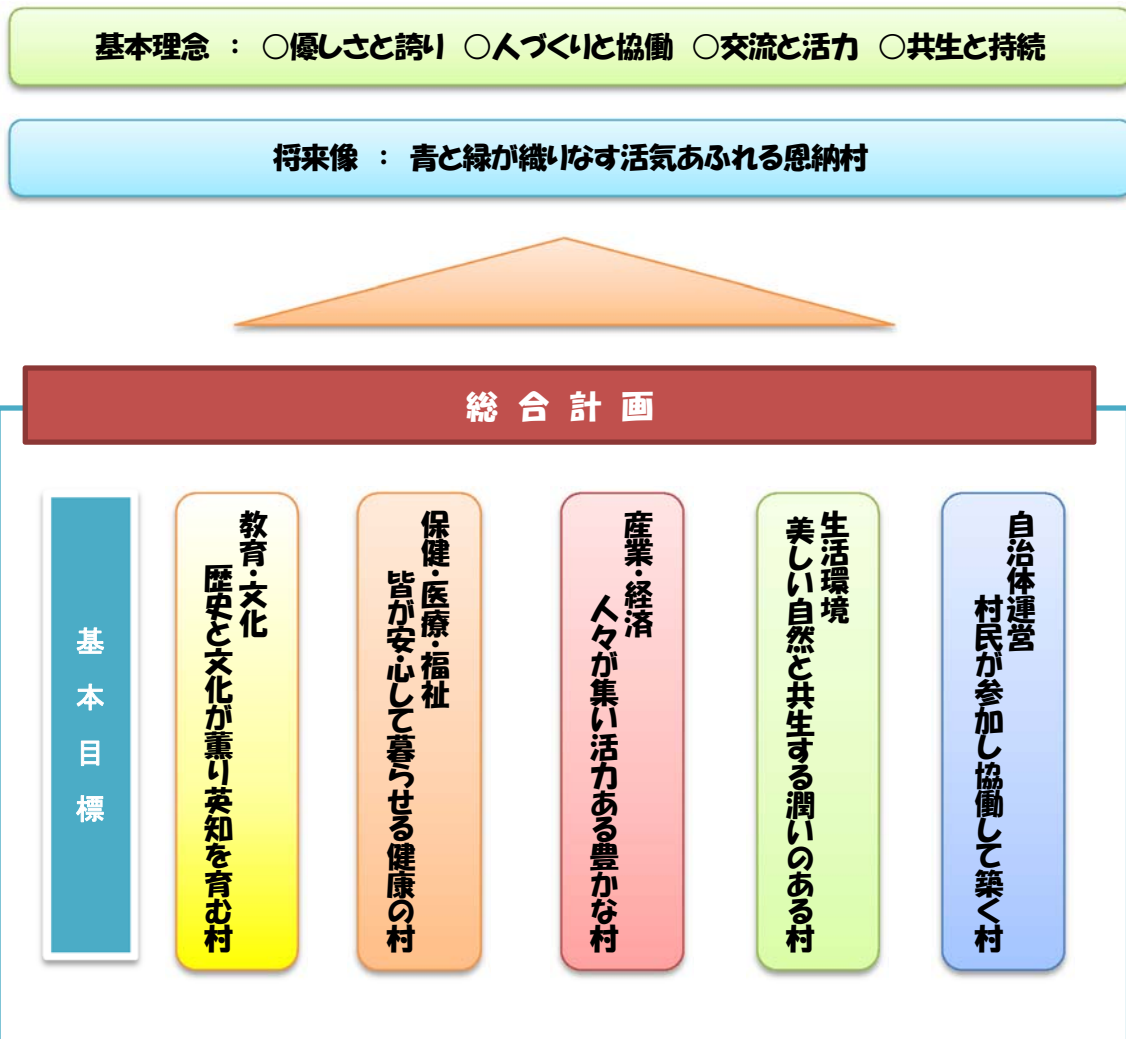 基本理念 ： ○優しさと誇り ○人づくりと協働 ○交流と活力 ○共生と持続
将来像 ： 青と緑が織りなす活気あふれる恩納村
総合計画
基本目標
教育・文化
歴史と文化が薫り英知を育む村
保健・医療・福祉
皆が安心して暮らせる健康の村
産業・経済
人々が集い活力ある豊かな村
生活環境
美しい自然と共生する潤いのある村
自治体運営
村民が参加し協働して築く村